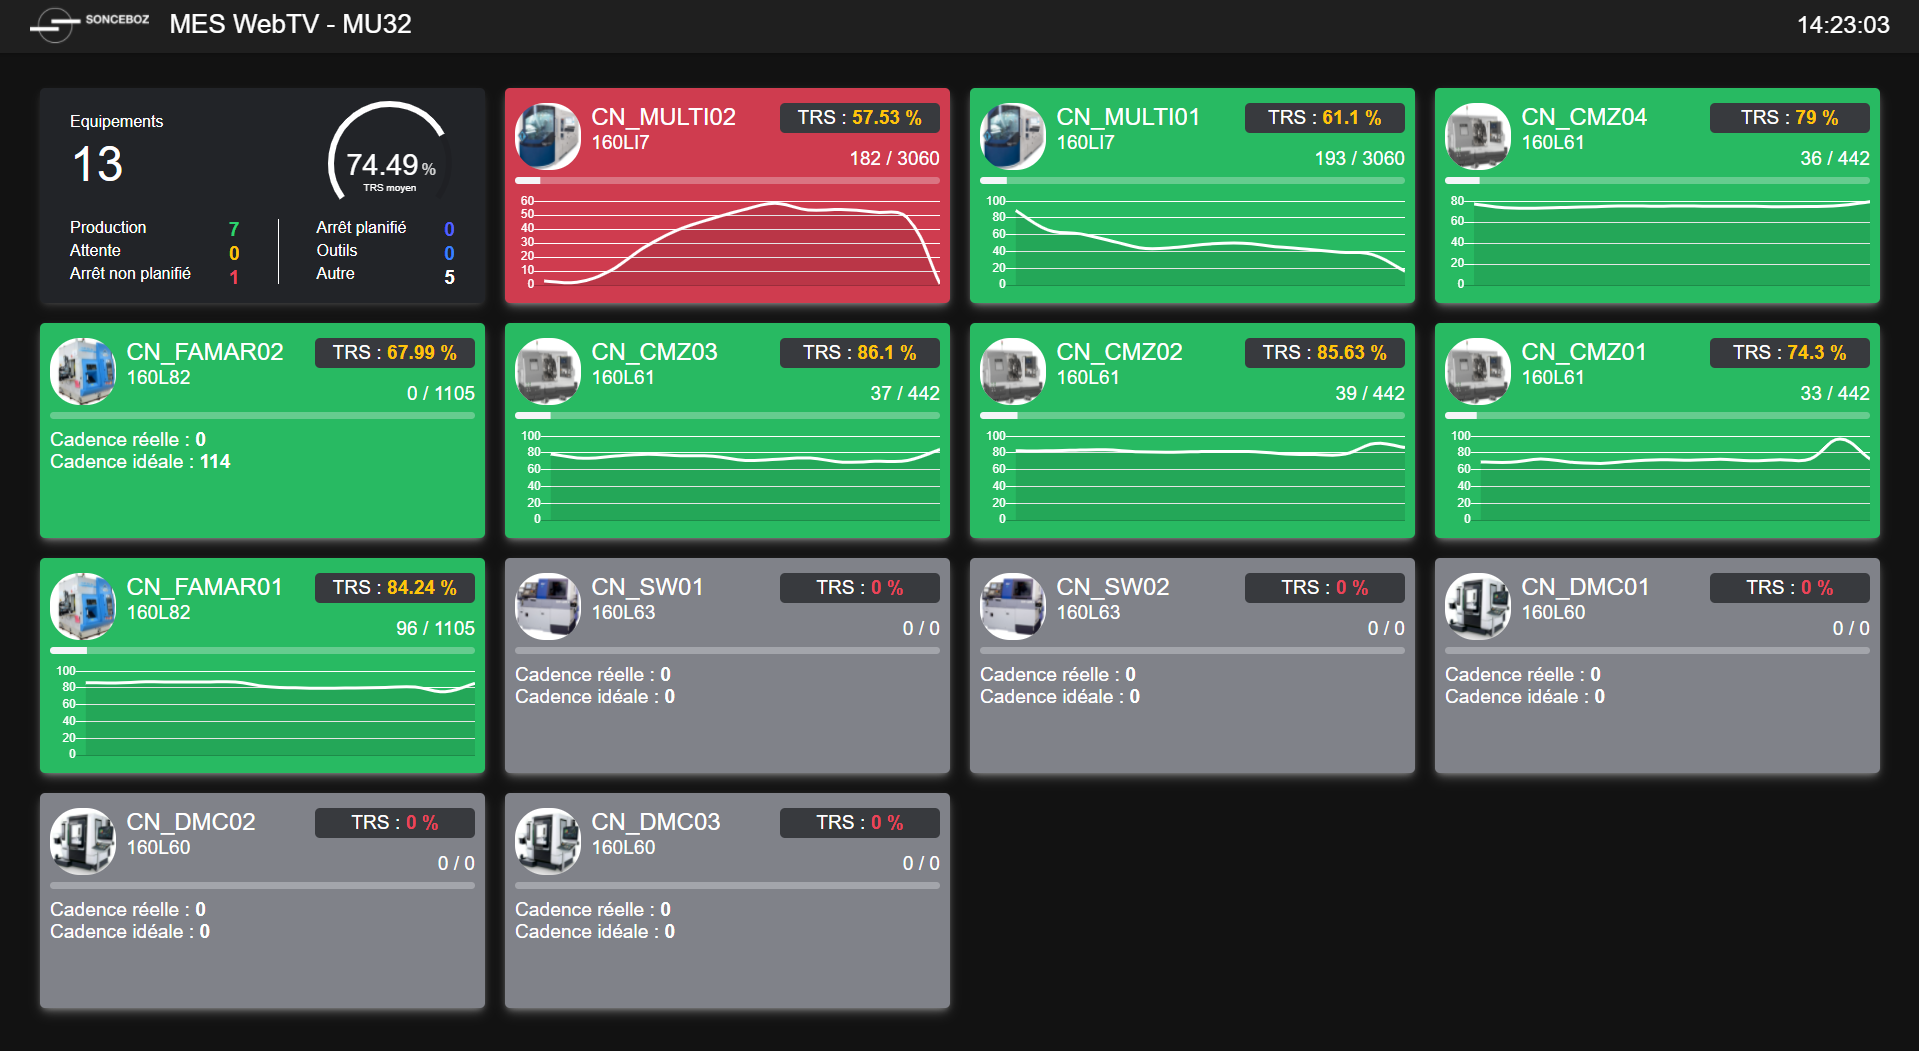 SONCEBOZ
MES WebTV - MU32
14:23:03
Equipements
13
74.49 %
TRS moyen
Production 7
Attente 0
Arrêt non planifié 1
Arrêt planifié 0
Outils 0
Autre 5
CN_MULTI02
TRS : 57.53 %
160LI7
182 / 3060
60
50
40
30
20
10
0
CN_MULTI01
TRS : 61.1 %
160LI7
193 / 3060
100
80
60
40
20
0
CN_CMZ04
TRS : 79 %
160L61
36 / 442
80
60
40
20
0
CN_FAMAR02
TRS : 67.99 %
160L82
0 / 1105
Cadence réelle : 0
Cadence idéale : 114
CN_CMZ03
TRS : 86.1 %
160L61
37 / 442
100
80
60
40
20
0
CN_CMZ02
TRS : 85.63 %
160L61
39 / 442
100
80
60
40
20
0
CN_CMZ01
TRS : 74.3 %
160L61
33 / 442
100
80
60
40
20
0
CN_FAMAR01
TRS : 84.24 %
160L82
96 / 1105
100
80
60
40
20
0
CN_SW01
TRS : 0 %
160L63
0 / 0
Cadence réelle : 0
Cadence idéale : 0
CN_SW02
TRS : 0 %
160L63
0 / 0
Cadence réelle : 0
Cadence idéale : 0
CN_DMC01
TRS : 0 %
160L60
0 / 0
Cadence réelle : 0
Cadence idéale : 0
CN_DMC02
TRS : 0 %
160L60
0 / 0
Cadence réelle : 0
Cadence idéale : 0
CN_DMC03
TRS : 0 %
160L60
0 / 0
Cadence réelle : 0
Cadence idéale : 0